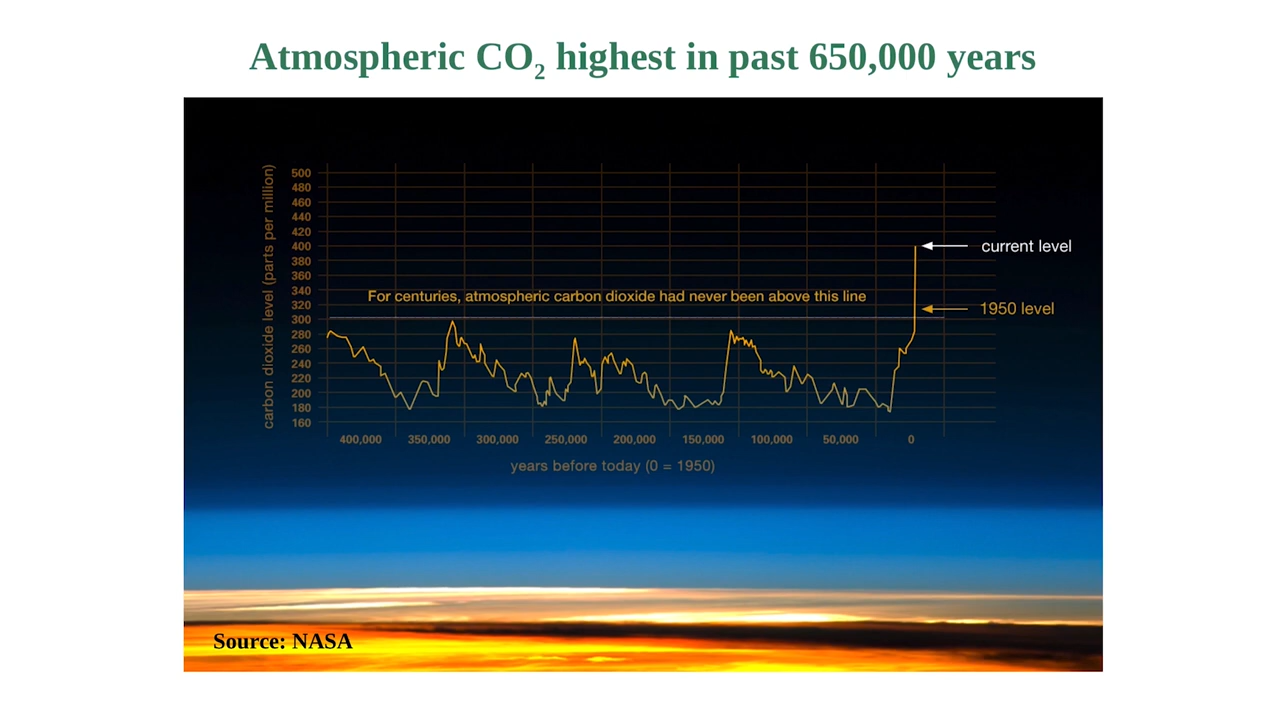 Atmospheric CO₂ highest in past 650,000 years
carbon dioxide level (parts per million)
500
480
460
440
420
400
380
360
340
320
300
280
260
240
220
200
180
160
current level
For centuries, atmospheric carbon dioxide had never been above this line
1950 level
400,000 350,000 300,000 250,000 200,000 150,000 100,000 50,000 0
years before today (0 = 1950)
Source: NASA